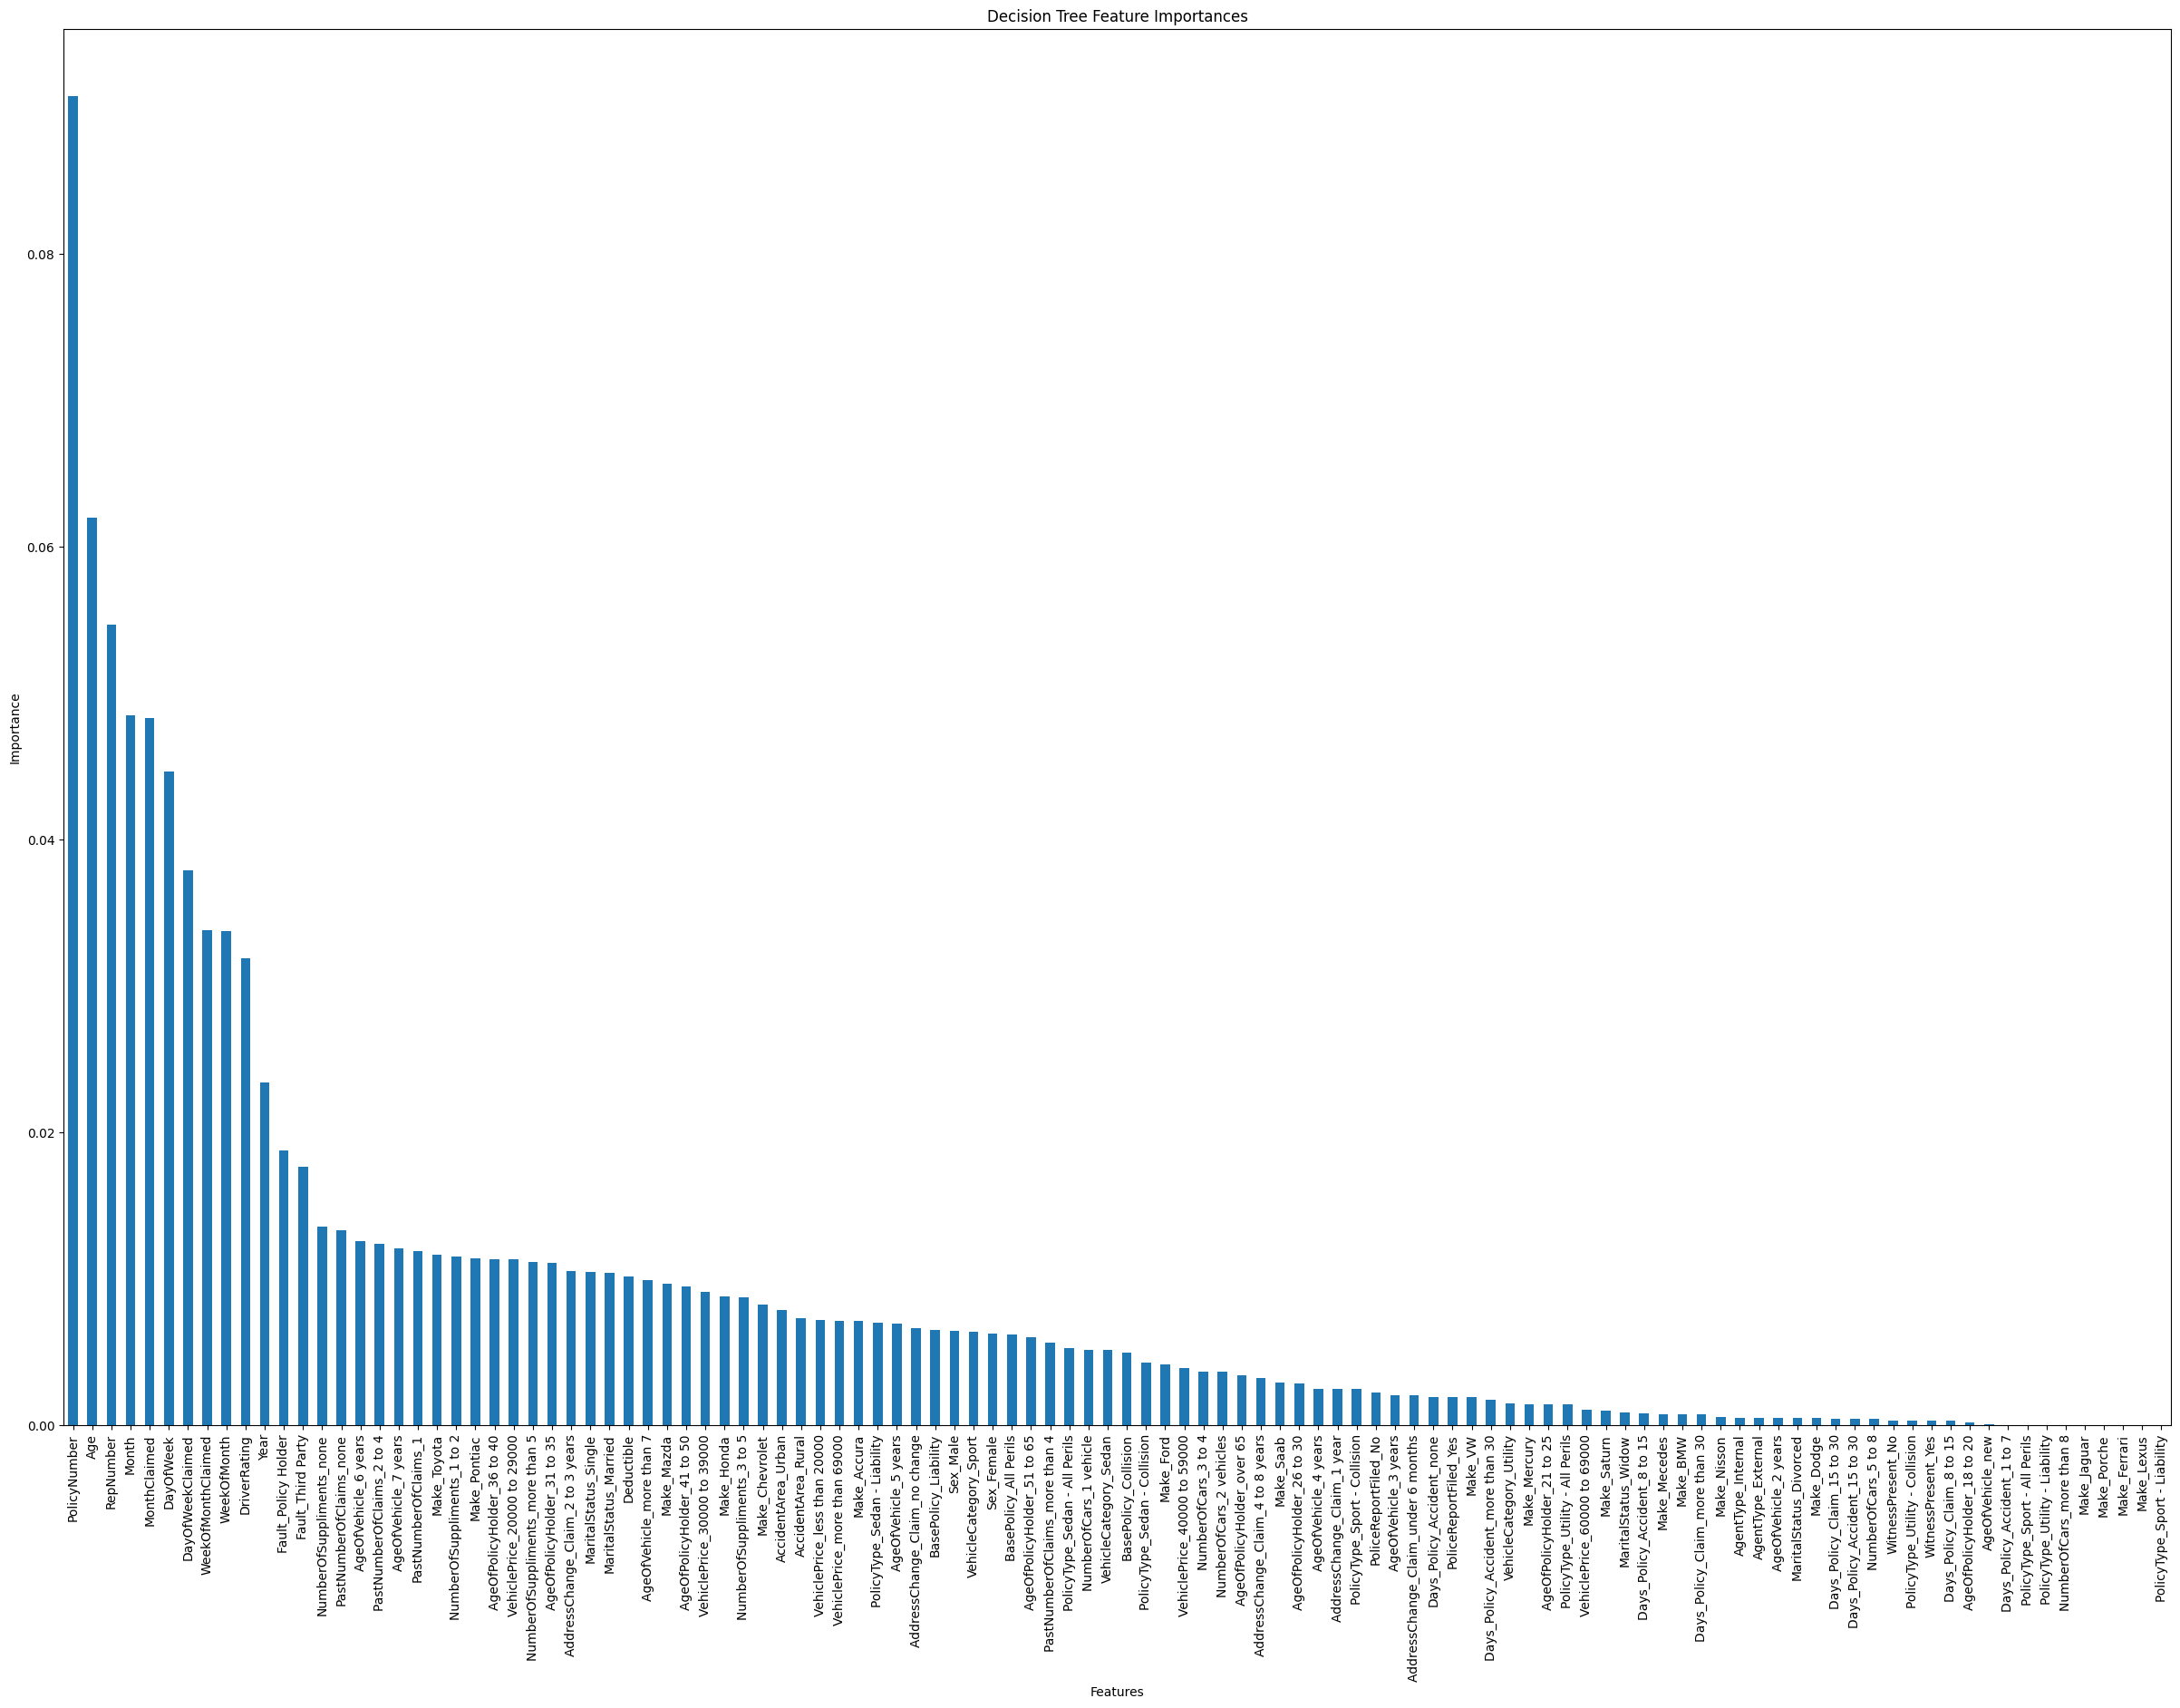 Decision Tree Feature Importances
Importance
0.08
0.06
0.04
0.02
0.00
PolicyNumber
Age
RepNumber
Month
MonthClaimed
DayOfWeek
DayOfWeekClaimed
WeekOfMonthClaimed
WeekOfMonth
DriverRating
Year
Fault_Policy Holder
Fault_Third Party
NumberOfSuppliments_none
PastNumberOfClaims_none
AgeOfVehicle_6 years
PastNumberOfClaims_2 to 4
AgeOfVehicle_7 years
PastNumberOfClaims_1
Make_Toyota
NumberOfSuppliments_1 to 2
Make_Pontiac
AgeOfPolicyHolder_36 to 40
VehiclePrice_20000 to 29000
NumberOfSuppliments_more than 5
AgeOfPolicyHolder_31 to 35
AddressChange_Claim_2 to 3 years
MaritalStatus_Single
MaritalStatus_Married
Deductible
AgeOfVehicle_more than 7
Make_Mazda
AgeOfPolicyHolder_41 to 50
VehiclePrice_30000 to 39000
Make_Honda
NumberOfSuppliments_3 to 5
Make_Chevrolet
AccidentArea_Urban
AccidentArea_Rural
VehiclePrice_less than 20000
VehiclePrice_more than 69000
Make_Accura
PolicyType_Sedan - Liability
AgeOfVehicle_5 years
AddressChange_Claim_no change
BasePolicy_Liability
Sex_Male
VehicleCategory_Sport
Sex_Female
BasePolicy_All Perils
AgeOfPolicyHolder_51 to 65
PastNumberOfClaims_more than 4
PolicyType_Sedan - All Perils
NumberOfCars_1 vehicle
VehicleCategory_Sedan
BasePolicy_Collision
PolicyType_Sedan - Collision
Make_Ford
VehiclePrice_40000 to 59000
NumberOfCars_3 to 4
NumberOfCars_2 vehicles
AgeOfPolicyHolder_over 65
AddressChange_Claim_4 to 8 years
Make_Saab
AgeOfPolicyHolder_26 to 30
AgeOfVehicle_4 years
AddressChange_Claim_1 year
PolicyType_Sport - Collision
PoliceReportFiled_No
AgeOfVehicle_3 years
AddressChange_Claim_under 6 months
Days_Policy_Accident_none
PoliceReportFiled_Yes
Make_VW
Days_Policy_Accident_more than 30
VehicleCategory_Utility
Make_Mercury
AgeOfPolicyHolder_21 to 25
PolicyType_Utility - All Perils
VehiclePrice_60000 to 69000
Make_Saturn
MaritalStatus_Widow
Days_Policy_Accident_8 to 15
Make_Mecedes
Make_BMW
Days_Policy_Claim_more than 30
Make_Nisson
AgentType_Internal
AgentType_External
AgeOfVehicle_2 years
MaritalStatus_Divorced
Make_Dodge
Days_Policy_Claim_15 to 30
Days_Policy_Accident_15 to 30
NumberOfCars_5 to 8
WitnessPresent_No
PolicyType_Utility - Collision
WitnessPresent_Yes
Days_Policy_Claim_8 to 15
AgeOfPolicyHolder_18 to 20
AgeOfVehicle_new
Days_Policy_Accident_1 to 7
PolicyType_Sport - All Perils
PolicyType_Utility - Liability
NumberOfCars_more than 8
Make_Jaguar
Make_Porche
Make_Ferrari
Make_Lexus
PolicyType_Sport - Liability
Features